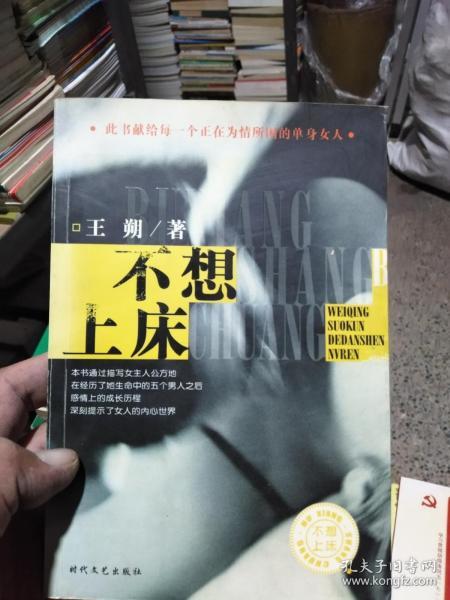 • 此书献给每一个正在为情所困的单身女人 •
王 朔 / 著
BUXIANG
SHANG
CHUANG
不想
上床
WEIQING
SUOKUN
DEDANSHEN
NVREN
本书通过描写女主人公方地
在经历了她生命中的五个男人之后
感情上的成长历程
深刻提示了女人的内心世界
不想
上床
时代文艺出版社
孔夫子旧书网
www.kongfz.com